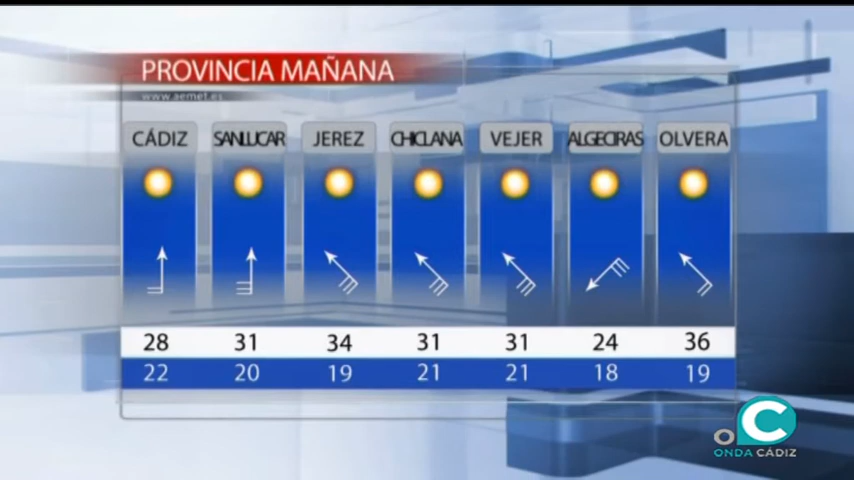 PROVINCIA MAÑANA
www.aemet.es
CÁDIZ SANLUCAR JEREZ CHICLANA VEJER ALGECIRAS OLVERA
28 31 34 31 31 24 36
22 20 19 21 21 18 19
O C
ONDA CÁDIZ